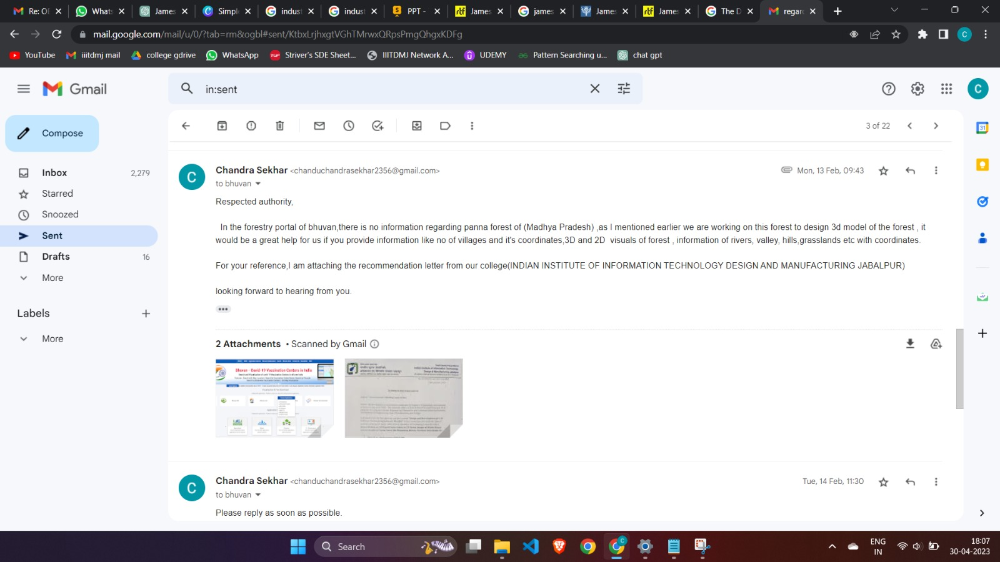 Re: OE
Whats
James
Simple
indust
indust
PPT -
James
james
James
James
The D
regar
mail.google.com/mail/u/0/?tab=rm&ogbl#sent/KtbxLrjhxgtVGhTMrwxQRpsPmgQhgxKDFg
YouTube
iiitdmj mail
college gdrive
WhatsApp
Striver's SDE Sheet...
IIITDMJ Network A...
UDEMY
Pattern Searching u...
chat gpt
Gmail
in:sent
Compose
3 of 22
Inbox 2,279
Starred
Snoozed
Sent
Drafts 16
More
Labels
More
Chandra Sekhar <chanduchandrasekhar2356@gmail.com> Mon, 13 Feb, 09:43
to bhuvan
Respected authority,
In the forestry portal of bhuvan,there is no information regarding panna forest of (Madhya Pradesh) ,as I mentioned earlier we are working on this forest to design 3d model of the forest , it
would be a great help for us if you provide information like no of villages and it's coordinates,3D and 2D visuals of forest , information of rivers, valley, hills,grasslands etc with coordinates.
For your reference,I am attaching the recommendation letter from our college(INDIAN INSTITUTE OF INFORMATION TECHNOLOGY DESIGN AND MANUFACTURING JABALPUR)
looking forward to hearing from you.
2 Attachments • Scanned by Gmail
Bhuvan - Covid-19 Vaccination Centers in India
Chandra Sekhar <chanduchandrasekhar2356@gmail.com> Tue, 14 Feb, 11:30
to bhuvan
Please reply as soon as possible.
Search
ENG
IN
18:07
30-04-2023